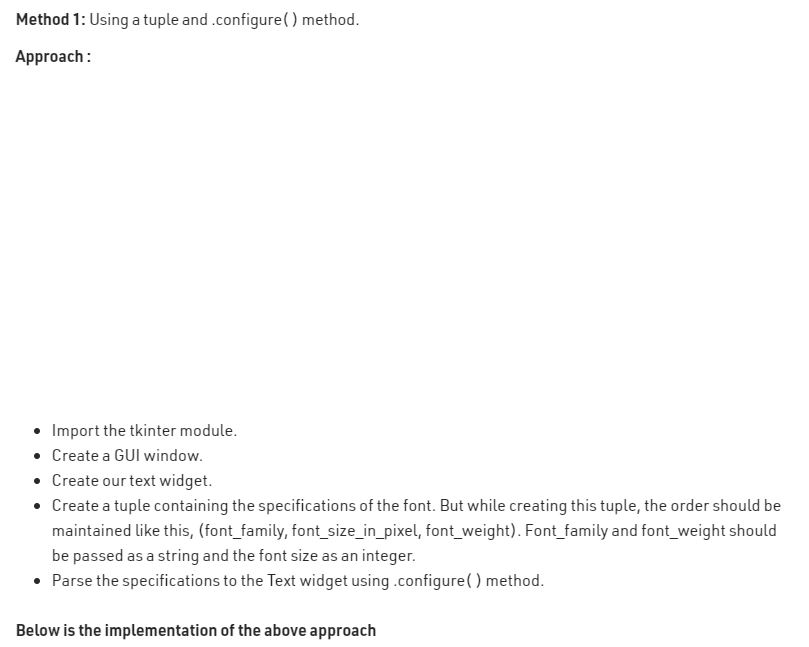 Method 1: Using a tuple and .configure( ) method.
Approach :
• Import the tkinter module.
• Create a GUI window.
• Create our text widget.
• Create a tuple containing the specifications of the font. But while creating this tuple, the order should be
maintained like this, (font_family, font_size_in_pixel, font_weight). Font_family and font_weight should
be passed as a string and the font size as an integer.
• Parse the specifications to the Text widget using .configure( ) method.
Below is the implementation of the above approach